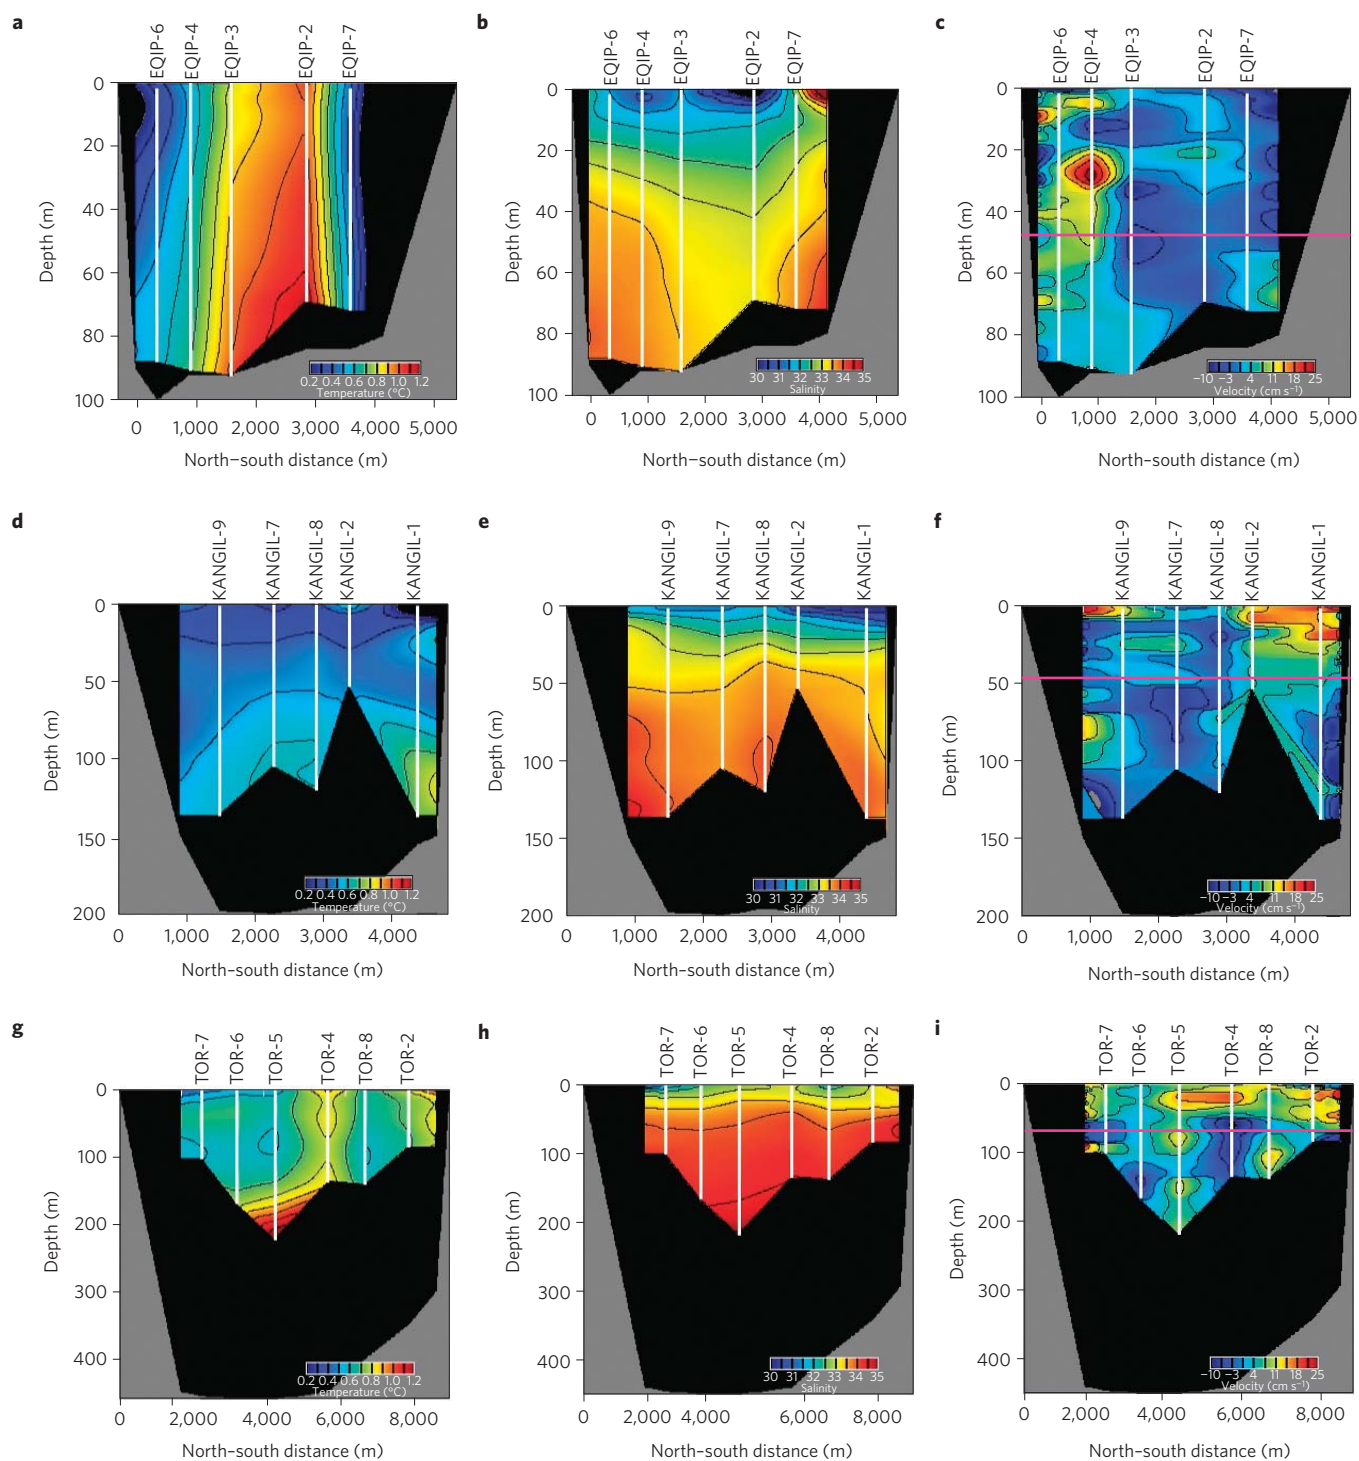 a
EQIP-6
EQIP-4
EQIP-3
EQIP-2
EQIP-7
0
20
40
60
80
100
Depth (m)
0.2 0.4 0.6 0.8 1.0 1.2
Temperature (°C)
0 1,000 2,000 3,000 4,000 5,000
North–south distance (m)
b
EQIP-6
EQIP-4
EQIP-3
EQIP-2
EQIP-7
0
20
40
60
80
100
Depth (m)
30 31 32 33 34 35
Salinity
0 1,000 2,000 3,000 4,000 5,000
North–south distance (m)
c
EQIP-6
EQIP-4
EQIP-3
EQIP-2
EQIP-7
0
20
40
60
80
100
Depth (m)
−10 −3 4 11 18 25
Velocity (cm s⁻¹)
0 1,000 2,000 3,000 4,000 5,000
North–south distance (m)
d
KANGIL-9
KANGIL-7
KANGIL-8
KANGIL-2
KANGIL-1
0
50
100
150
200
Depth (m)
0.2 0.4 0.6 0.8 1.0 1.2
Temperature (°C)
0 1,000 2,000 3,000 4,000
North–south distance (m)
e
KANGIL-9
KANGIL-7
KANGIL-8
KANGIL-2
KANGIL-1
0
50
100
150
200
Depth (m)
30 31 32 33 34 35
Salinity
0 1,000 2,000 3,000 4,000
North–south distance (m)
f
KANGIL-9
KANGIL-7
KANGIL-8
KANGIL-2
KANGIL-1
0
50
100
150
200
Depth (m)
−10 −3 4 11 18 25
Velocity (cm s⁻¹)
0 1,000 2,000 3,000 4,000
North–south distance (m)
g
TOR-7
TOR-6
TOR-5
TOR-4
TOR-8
TOR-2
0
100
200
300
400
Depth (m)
0.2 0.4 0.6 0.8 1.0 1.2
Temperature (°C)
0 2,000 4,000 6,000 8,000
North–south distance (m)
h
TOR-7
TOR-6
TOR-5
TOR-4
TOR-8
TOR-2
0
100
200
300
400
Depth (m)
30 31 32 33 34 35
Salinity
0 2,000 4,000 6,000 8,000
North–south distance (m)
i
TOR-7
TOR-6
TOR-5
TOR-4
TOR-8
TOR-2
0
100
200
300
400
Depth (m)
−10 −3 4 11 18 25
Velocity (cm s⁻¹)
0 2,000 4,000 6,000 8,000
North–south distance (m)